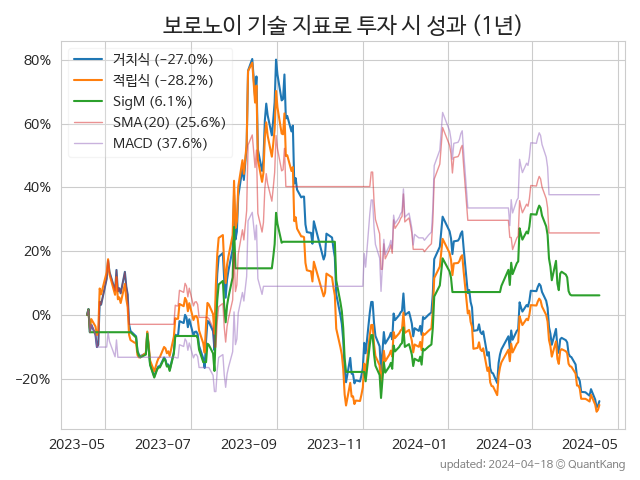 보로노이 기술 지표로 투자 시 성과 (1년)
80%
60%
40%
20%
0%
−20%
거치식 (-27.0%)
적립식 (-28.2%)
SigM (6.1%)
SMA(20) (25.6%)
MACD (37.6%)
2023-05 2023-07 2023-09 2023-11 2024-01 2024-03 2024-05
updated: 2024-04-18 © QuantKang